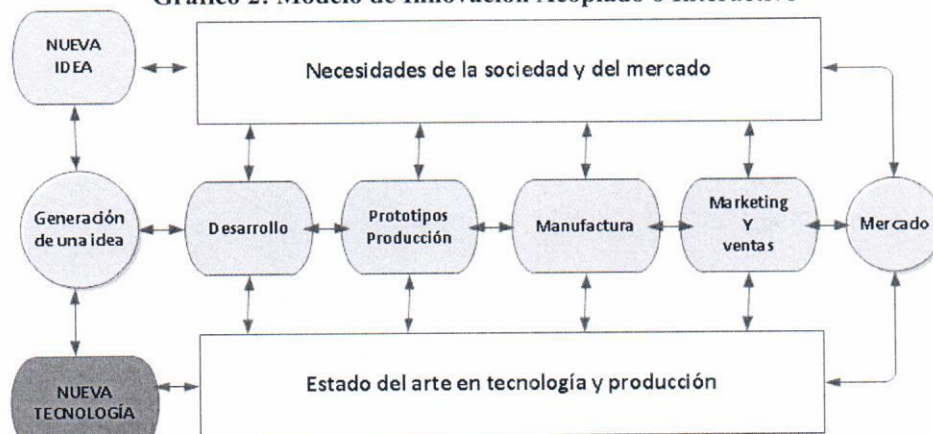 Gráfico 2: Modelo de Innovación Acoplado o Interactivo
NUEVA
IDEA
Necesidades de la sociedad y del mercado
Generación
de una idea
Desarrollo
Prototipos
Producción
Manufactura
Marketing
Y
ventas
Mercado
NUEVA
TECNOLOGÍA
Estado del arte en tecnología y producción